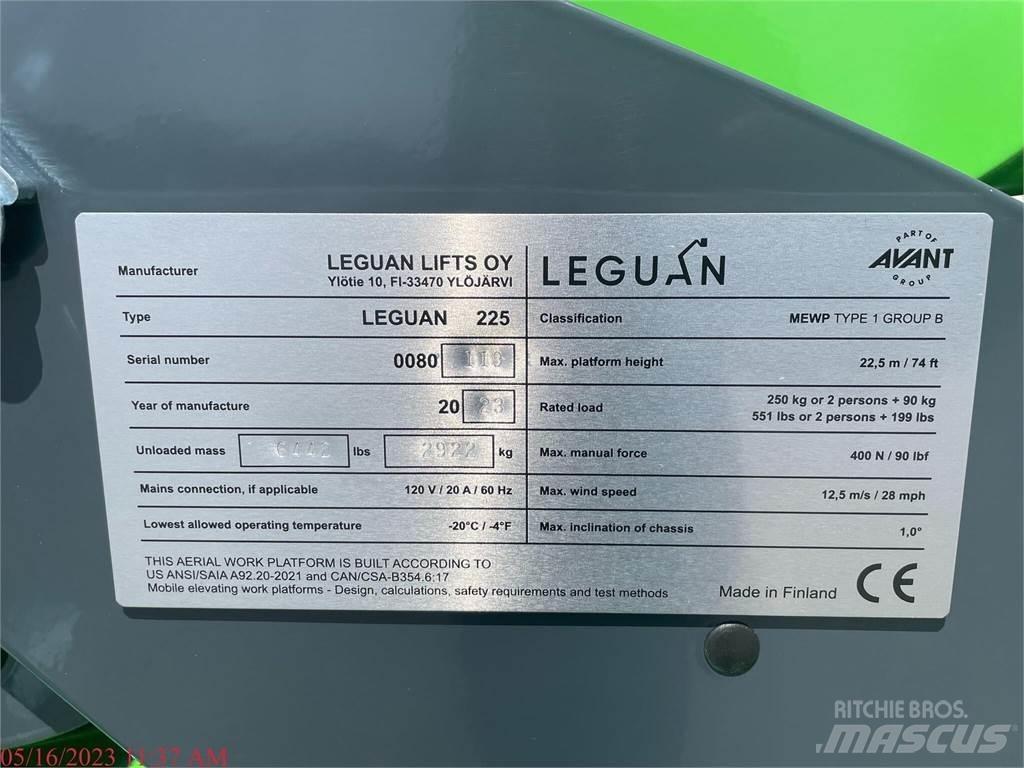 Manufacturer LEGUAN LIFTS OY
Ylötie 10, FI-33470 YLÖJÄRVI
LEGUAN
PART OF
AVANT
GROUP
Type LEGUAN 225
Classification MEWP TYPE 1 GROUP B
Serial number 0080 113
Max. platform height 22,5 m / 74 ft
Year of manufacture 20 23
Rated load 250 kg or 2 persons + 90 kg
551 lbs or 2 persons + 199 lbs
Unloaded mass 6442 lbs 2922 kg
Max. manual force 400 N / 90 lbf
Mains connection, if applicable 120 V / 20 A / 60 Hz
Max. wind speed 12,5 m/s / 28 mph
Lowest allowed operating temperature -20°C / -4°F
Max. inclination of chassis 1,0°
THIS AERIAL WORK PLATFORM IS BUILT ACCORDING TO
US ANSI/SAIA A92.20-2021 and CAN/CSA-B354.6:17
Mobile elevating work platforms - Design, calculations, safety requirements and test methods
Made in Finland CE
RITCHIE BROS.
MASCUS
05/16/2023 11:37 AM